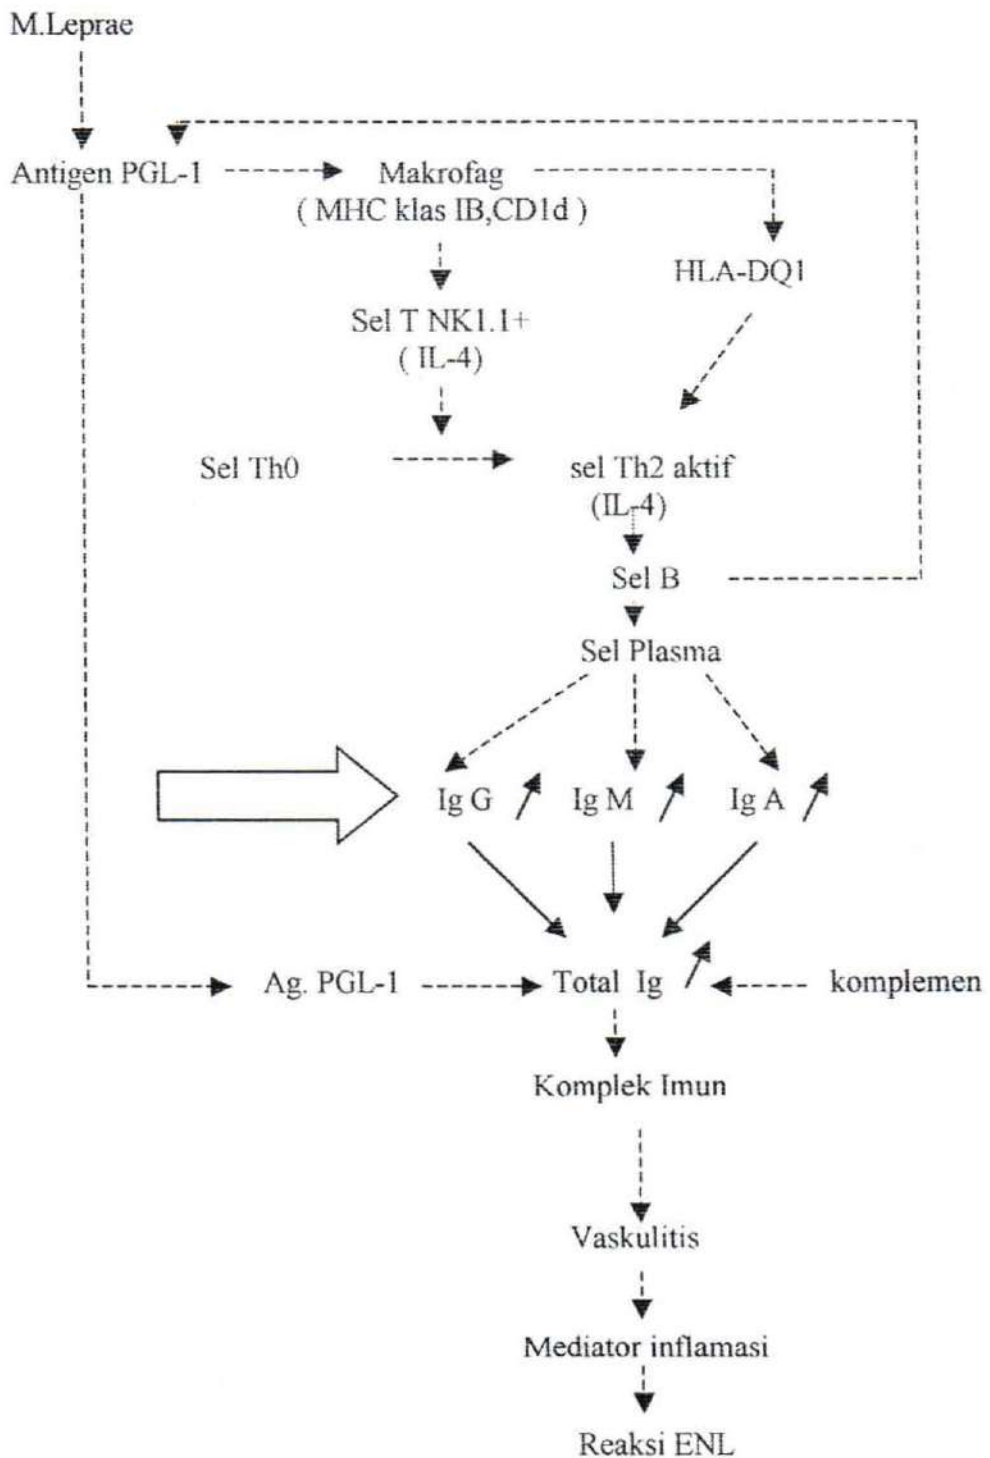 M.Leprae
Antigen PGL-1
Makrofag
( MHC klas IB,CD1d )
HLA-DQ1
Sel T NK1.1+
( IL-4)
Sel Th0
sel Th2 aktif
(IL-4)
Sel B
Sel Plasma
Ig G
Ig M
Ig A
Ag. PGL-1
Total Ig
komplemen
Komplek Imun
Vaskulitis
Mediator inflamasi
Reaksi ENL